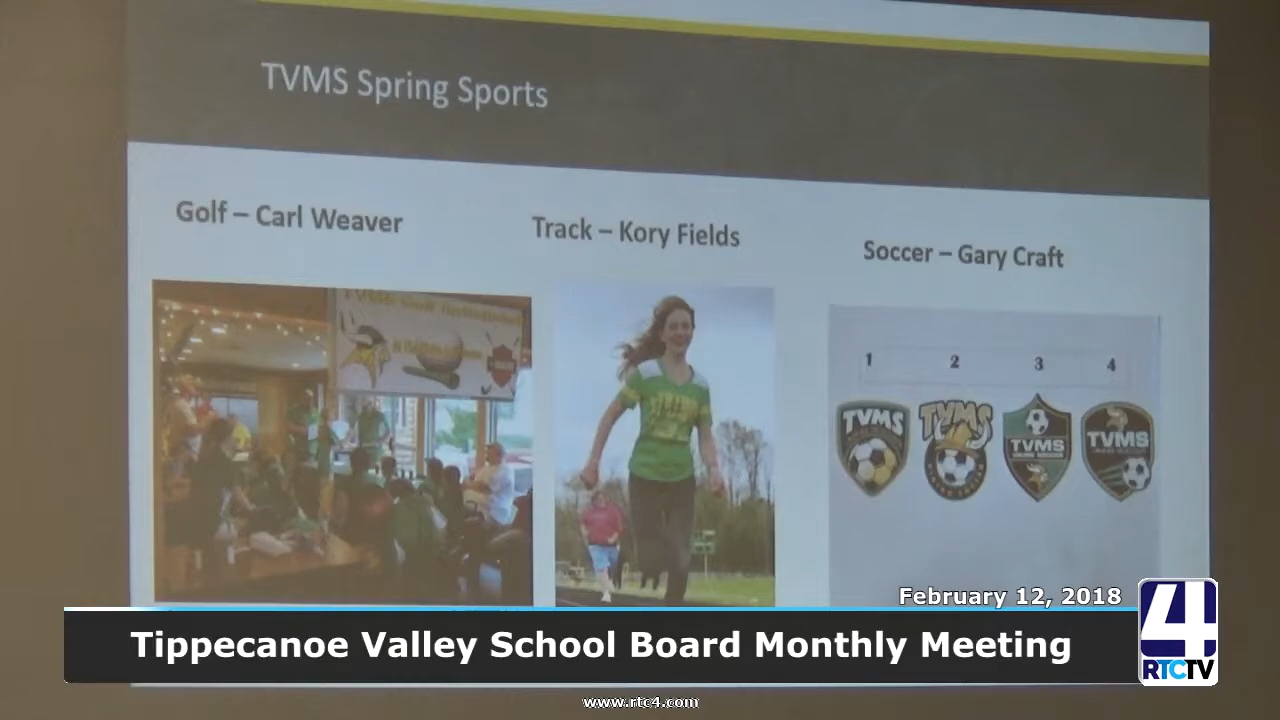 TVMS Spring Sports
Golf – Carl Weaver
Track – Kory Fields
Soccer – Gary Craft
1 2 3 4
TVMS TVMS TVMS TVMS
February 12, 2018
Tippecanoe Valley School Board Monthly Meeting
4
RTCTV
www.rtc4.com